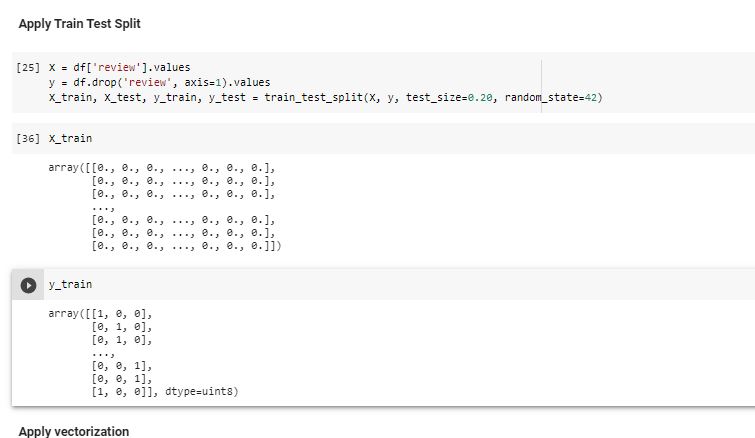 Apply Train Test Split
[25] X = df['review'].values
y = df.drop('review', axis=1).values
X_train, X_test, y_train, y_test = train_test_split(X, y, test_size=0.20, random_state=42)
[36] X_train
array([[0., 0., 0., ..., 0., 0., 0.],
[0., 0., 0., ..., 0., 0., 0.],
[0., 0., 0., ..., 0., 0., 0.],
...,
[0., 0., 0., ..., 0., 0., 0.],
[0., 0., 0., ..., 0., 0., 0.],
[0., 0., 0., ..., 0., 0., 0.]])
y_train
array([[1, 0, 0],
[0, 1, 0],
[0, 1, 0],
...,
[0, 0, 1],
[0, 0, 1],
[1, 0, 0]], dtype=uint8)
Apply vectorization